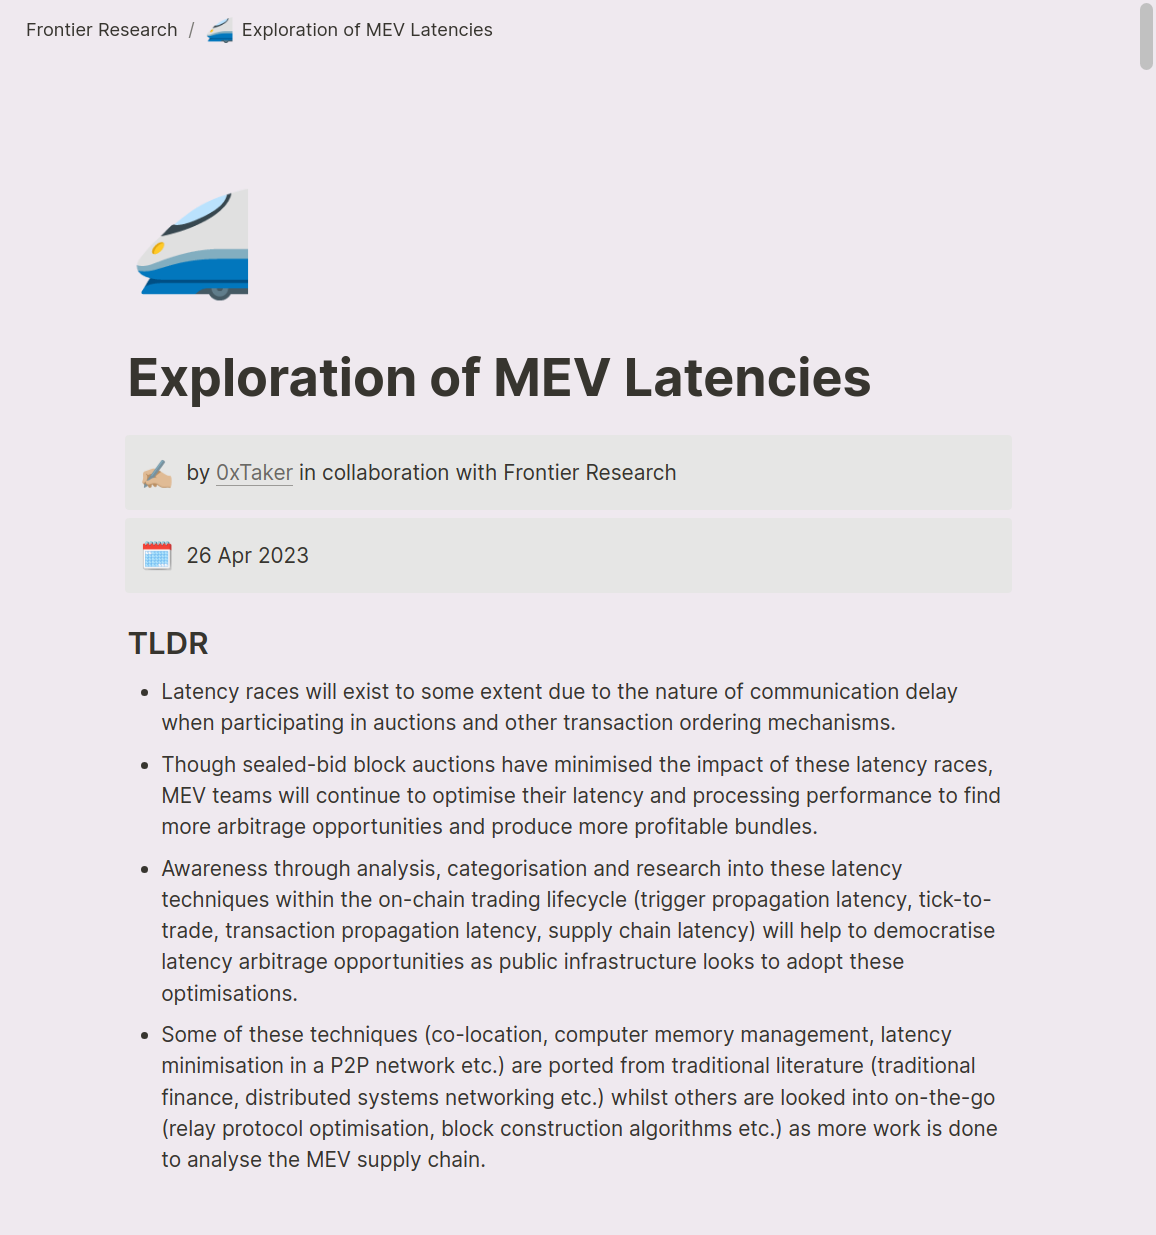 Frontier Research / Exploration of MEV Latencies
Exploration of MEV Latencies
by 0xTaker in collaboration with Frontier Research
26 Apr 2023
TLDR
• Latency races will exist to some extent due to the nature of communication delay
when participating in auctions and other transaction ordering mechanisms.
• Though sealed-bid block auctions have minimised the impact of these latency races,
MEV teams will continue to optimise their latency and processing performance to find
more arbitrage opportunities and produce more profitable bundles.
• Awareness through analysis, categorisation and research into these latency
techniques within the on-chain trading lifecycle (trigger propagation latency, tick-to-
trade, transaction propagation latency, supply chain latency) will help to democratise
latency arbitrage opportunities as public infrastructure looks to adopt these
optimisations.
• Some of these techniques (co-location, computer memory management, latency
minimisation in a P2P network etc.) are ported from traditional literature (traditional
finance, distributed systems networking etc.) whilst others are looked into on-the-go
(relay protocol optimisation, block construction algorithms etc.) as more work is done
to analyse the MEV supply chain.